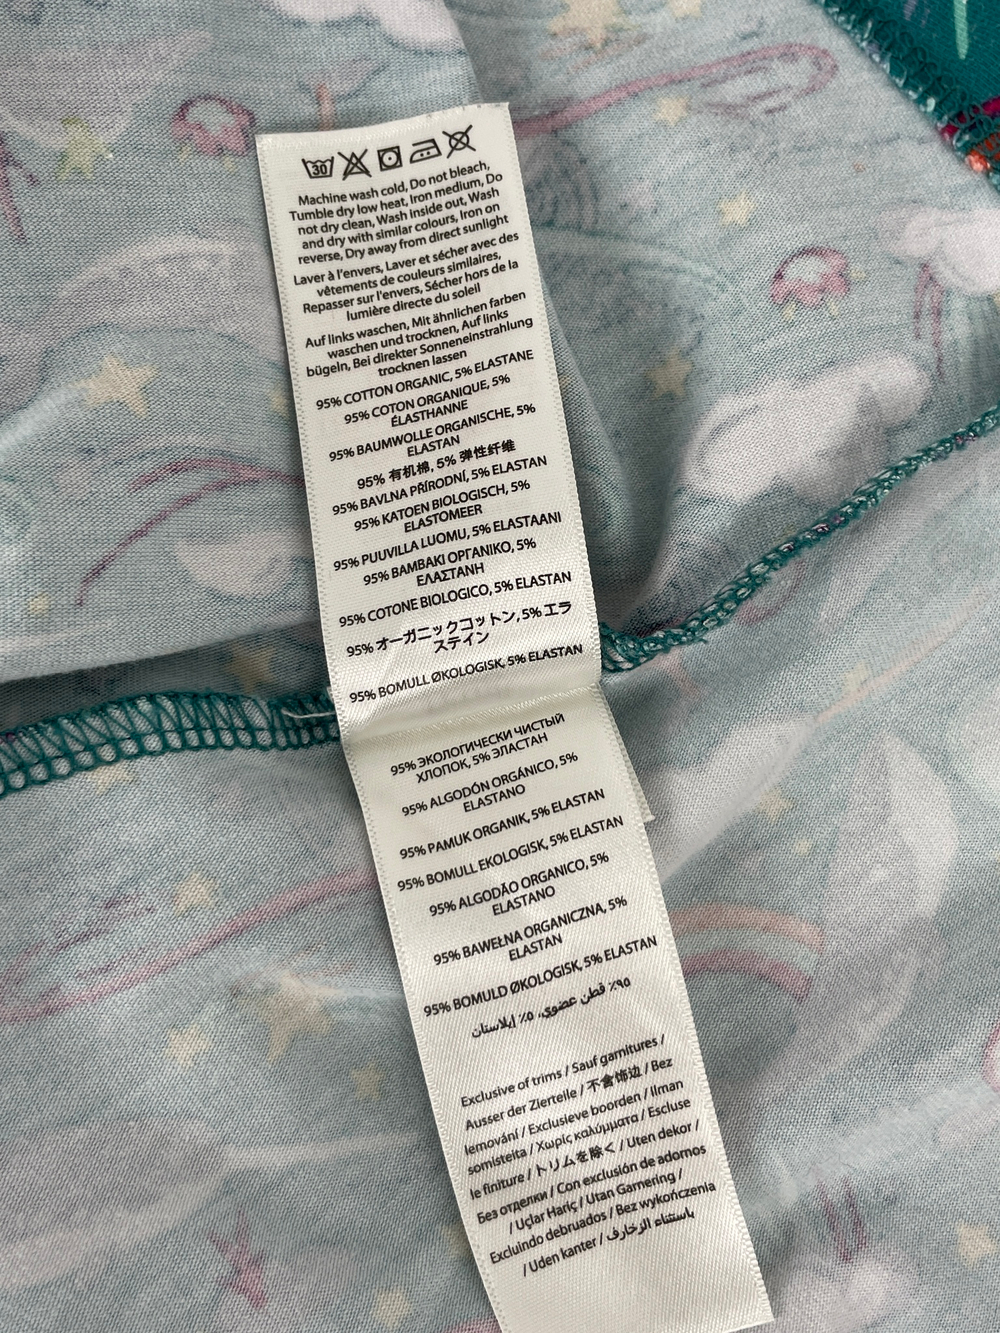 30
Machine wash cold, Do not bleach,
Tumble dry low heat, Iron medium, Do
not dry clean, Wash inside out, Wash
and dry with similar colours, Iron on
reverse, Dry away from direct sunlight
Laver à l'envers, Laver et sécher avec des
vêtements de couleurs similaires,
Repasser sur l'envers, Sécher hors de la
lumière directe du soleil
Auf links waschen, Mit ähnlichen farben
waschen und trocknen, Auf links
bügeln, Bei direkter Sonneneinstrahlung
trocknen lassen
95% COTTON ORGANIC, 5% ELASTANE
95% COTON ORGANIQUE, 5%
ÉLASTHANNE
95% BAUMWOLLE ORGANISCHE, 5%
ELASTAN
95% 有机棉, 5% 弹性纤维
95% BAVLNA PŘÍRODNÍ, 5% ELASTAN
95% KATOEN BIOLOGISCH, 5%
ELASTOMEER
95% PUUVILLA LUOMU, 5% ELASTAANI
95% ΒΑΜΒΑΚΙ ΟΡΓΑΝΙΚΟ, 5%
ΕΛΑΣΤΑΝΗ
95% COTONE BIOLOGICO, 5% ELASTAN
95% オーガニックコットン, 5% エラ
ステイン
95% BOMULL ØKOLOGISK, 5% ELASTAN
95% ЭКОЛОГИЧЕСКИ ЧИСТЫЙ
ХЛОПОК, 5% ЭЛАСТАН
95% ALGODÓN ORGÁNICO, 5%
ELASTANO
95% PAMUK ORGANIK, 5% ELASTAN
95% BOMULL EKOLOGISK, 5% ELASTAN
95% ALGODÃO ORGANICO, 5%
ELASTANO
95% BAWEŁNA ORGANICZNA, 5%
ELASTAN
95% BOMULD ØKOLOGISK, 5% ELASTAN
٩٥٪ قطن عضوي، ٥٪ إيلاستان
Exclusive of trims / Sauf garnitures /
Ausser der Zierteile / 不含饰边 / Bez
lemování / Exclusieve boorden / Ilman
somisteita / Χωρίς καλύμματα / Escluse
le finiture / トリムを除く / Uten dekor /
Без отделки / Con exclusión de adornos
/ Uçlar Hariç / Utan Garnering /
Excluindo debruados / Bez wykończenia
/ Uden kanter / باستثناء الزخارف